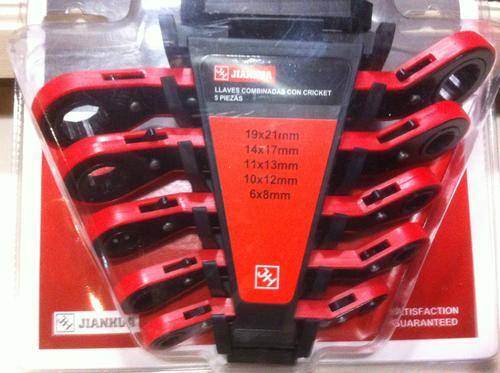 JIANHUA
LLAVES COMBINADAS CON CRICKET
5 PIEZAS
19x21mm
14x17mm
11x13mm
10x12mm
6x8mm
JIANHUA
SATISFACTION
GUARANTEED